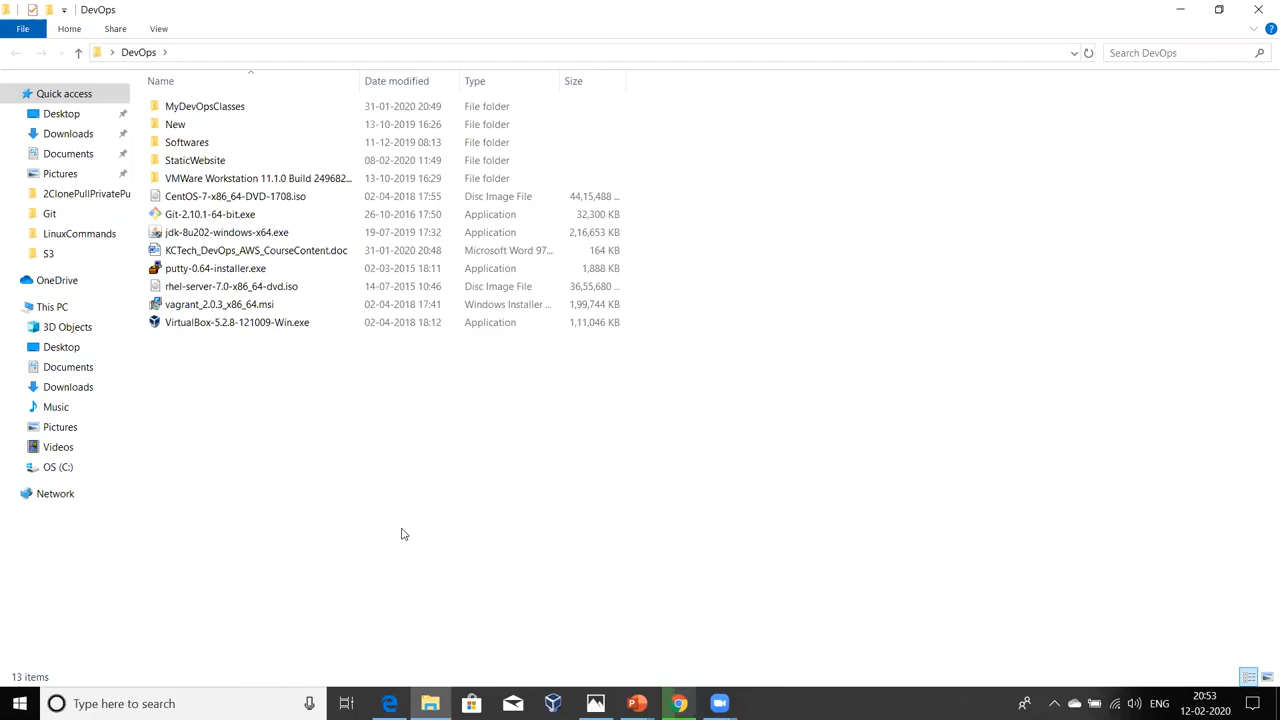 DevOps
File Home Share View
DevOps Search DevOps
Name Date modified Type Size
Quick access
Desktop
Downloads
Documents
Pictures
2ClonePullPrivatePu
Git
LinuxCommands
S3
OneDrive
This PC
3D Objects
Desktop
Documents
Downloads
Music
Pictures
Videos
OS (C:)
Network
MyDevOpsClasses 31-01-2020 20:49 File folder
New 13-10-2019 16:26 File folder
Softwares 11-12-2019 08:13 File folder
StaticWebsite 08-02-2020 11:49 File folder
VMWare Workstation 11.1.0 Build 249682... 13-10-2019 16:29 File folder
CentOS-7-x86_64-DVD-1708.iso 02-04-2018 17:55 Disc Image File 44,15,488 ...
Git-2.10.1-64-bit.exe 26-10-2016 17:50 Application 32,300 KB
jdk-8u202-windows-x64.exe 19-07-2019 17:32 Application 2,16,653 KB
KCTech_DevOps_AWS_CourseContent.doc 31-01-2020 20:48 Microsoft Word 97... 164 KB
putty-0.64-installer.exe 02-03-2015 18:11 Application 1,888 KB
rhel-server-7.0-x86_64-dvd.iso 14-07-2015 10:46 Disc Image File 36,55,680 ...
vagrant_2.0.3_x86_64.msi 02-04-2018 17:41 Windows Installer ... 1,99,744 KB
VirtualBox-5.2.8-121009-Win.exe 02-04-2018 18:12 Application 1,11,046 KB
13 items
Type here to search
ENG
20:53
12-02-2020